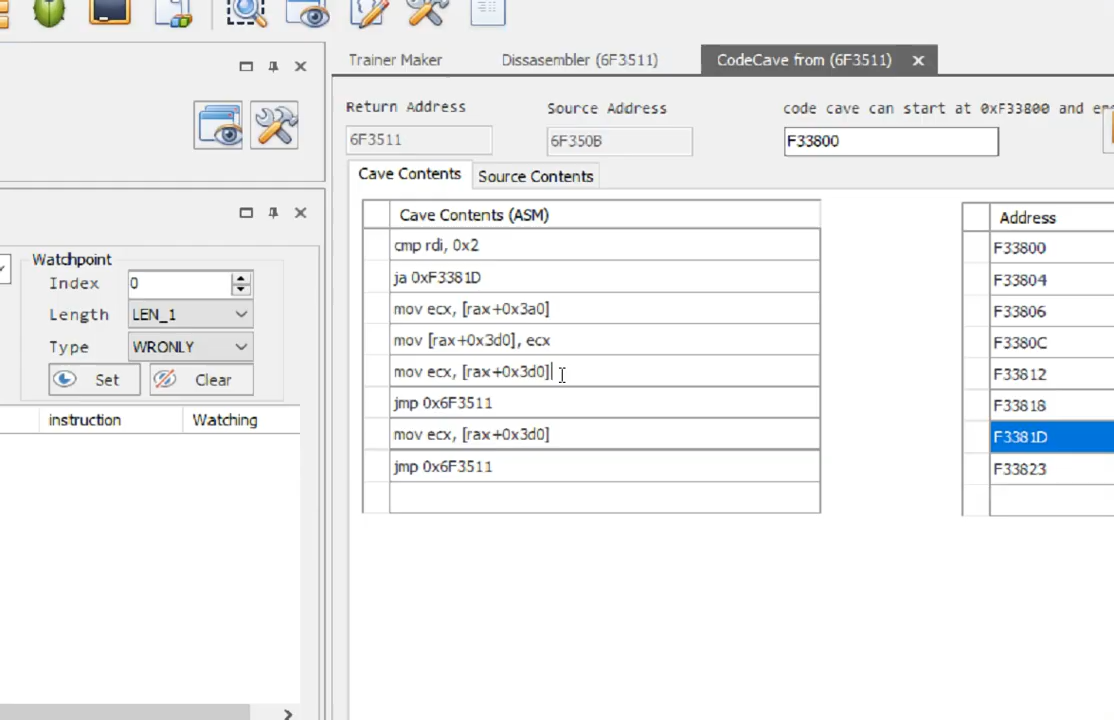 Trainer Maker
Dissasembler (6F3511)
CodeCave from (6F3511)
Return Address
Source Address
code cave can start at 0xF33800 and
6F3511
6F350B
F33800
Cave Contents
Source Contents
Watchpoint
Index
0
Length
LEN_1
Type
WRONLY
Set
Clear
instruction
Watching
Cave Contents (ASM)
cmp rdi, 0x2
ja 0xF3381D
mov ecx, [rax+0x3a0]
mov [rax+0x3d0], ecx
mov ecx, [rax+0x3d0]
jmp 0x6F3511
mov ecx, [rax+0x3d0]
jmp 0x6F3511
Address
F33800
F33804
F33806
F3380C
F33812
F33818
F3381D
F33823